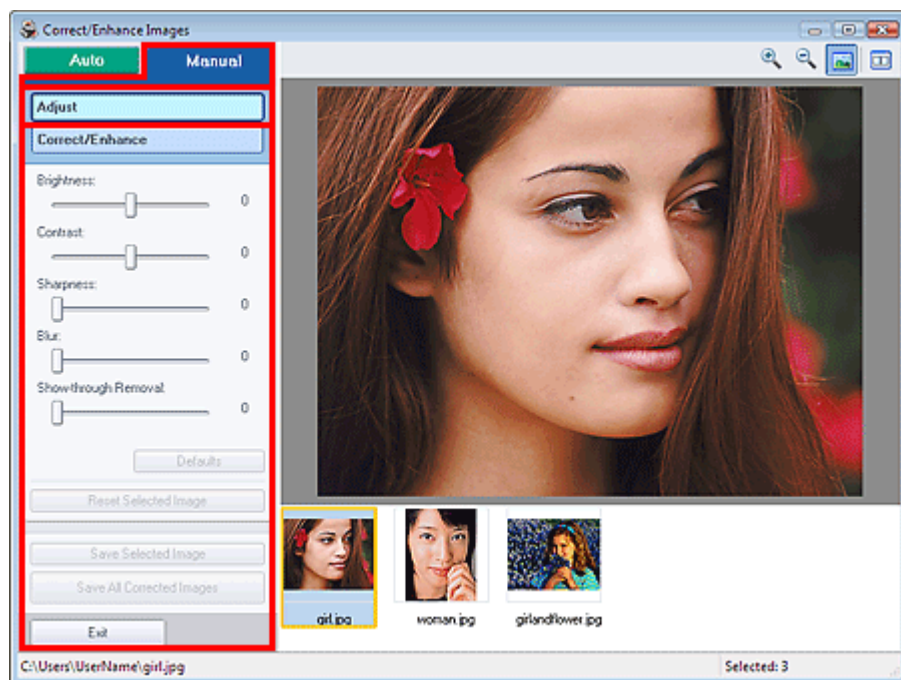 Correct/Enhance Images
Auto
Manual
Adjust
Correct/Enhance
Brightness:
0
Contrast:
0
Sharpness:
0
Blur:
0
Show-through Removal:
0
Defaults
Reset Selected Image
Save Selected Image
Save All Corrected Images
Exit
girl.jpg
woman.jpg
girlandflower.jpg
C:\Users\UserName\girl.jpg
Selected: 3